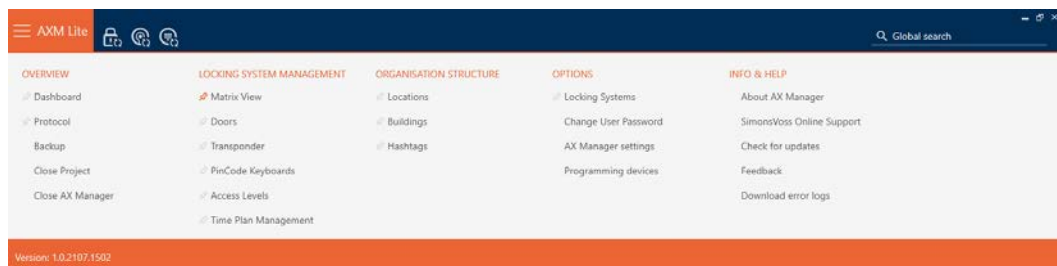 AXM Lite
Global search
OVERVIEW
Dashboard
Protocol
Backup
Close Project
Close AX Manager
LOCKING SYSTEM MANAGEMENT
Matrix View
Doors
Transponder
PinCode Keyboards
Access Levels
Time Plan Management
ORGANISATION STRUCTURE
Locations
Buildings
Hashtags
OPTIONS
Locking Systems
Change User Password
AX Manager settings
Programming devices
INFO & HELP
About AX Manager
SimonsVoss Online Support
Check for updates
Feedback
Download error logs
Version: 1.0.2107.1502